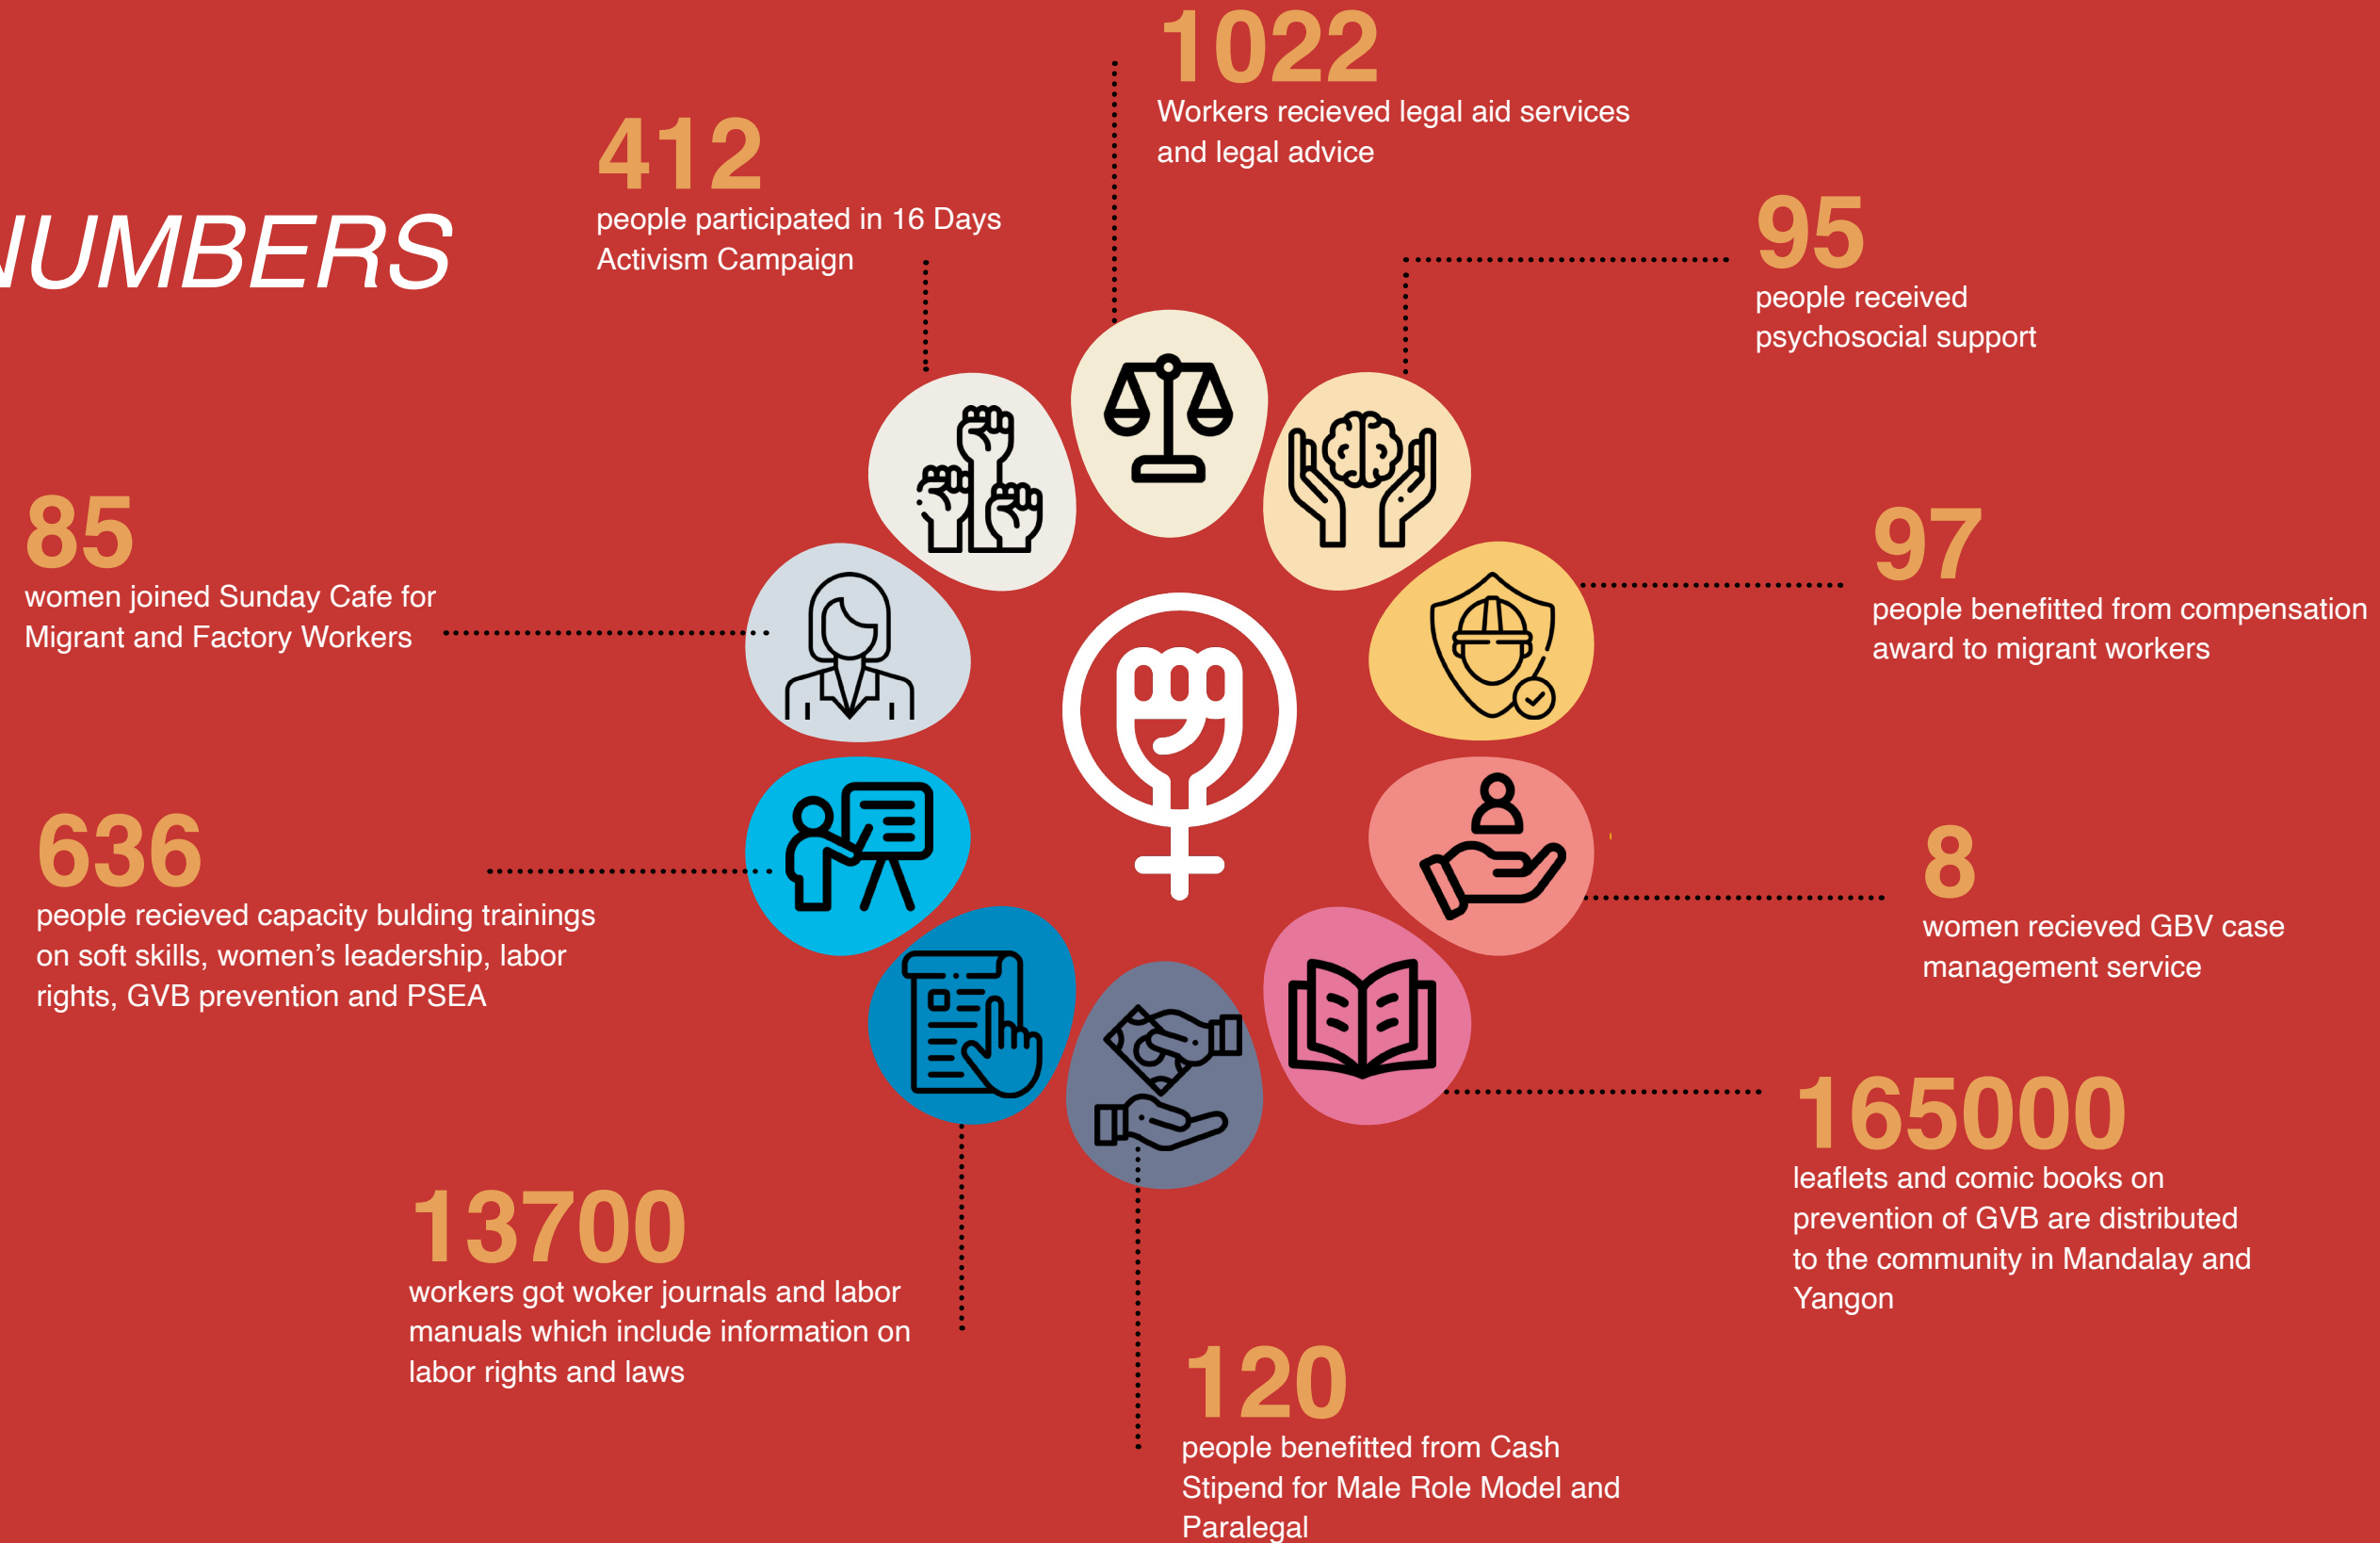 NUMBERS
1022
Workers recieved legal aid services
and legal advice
412
people participated in 16 Days
Activism Campaign
95
people received
psychosocial support
85
women joined Sunday Cafe for
Migrant and Factory Workers
97
people benefitted from compensation
award to migrant workers
636
people recieved capacity bulding trainings
on soft skills, women’s leadership, labor
rights, GVB prevention and PSEA
8
women recieved GBV case
management service
165000
leaflets and comic books on
prevention of GVB are distributed
to the community in Mandalay and
Yangon
13700
workers got woker journals and labor
manuals which include information on
labor rights and laws
120
people benefitted from Cash
Stipend for Male Role Model and
Paralegal